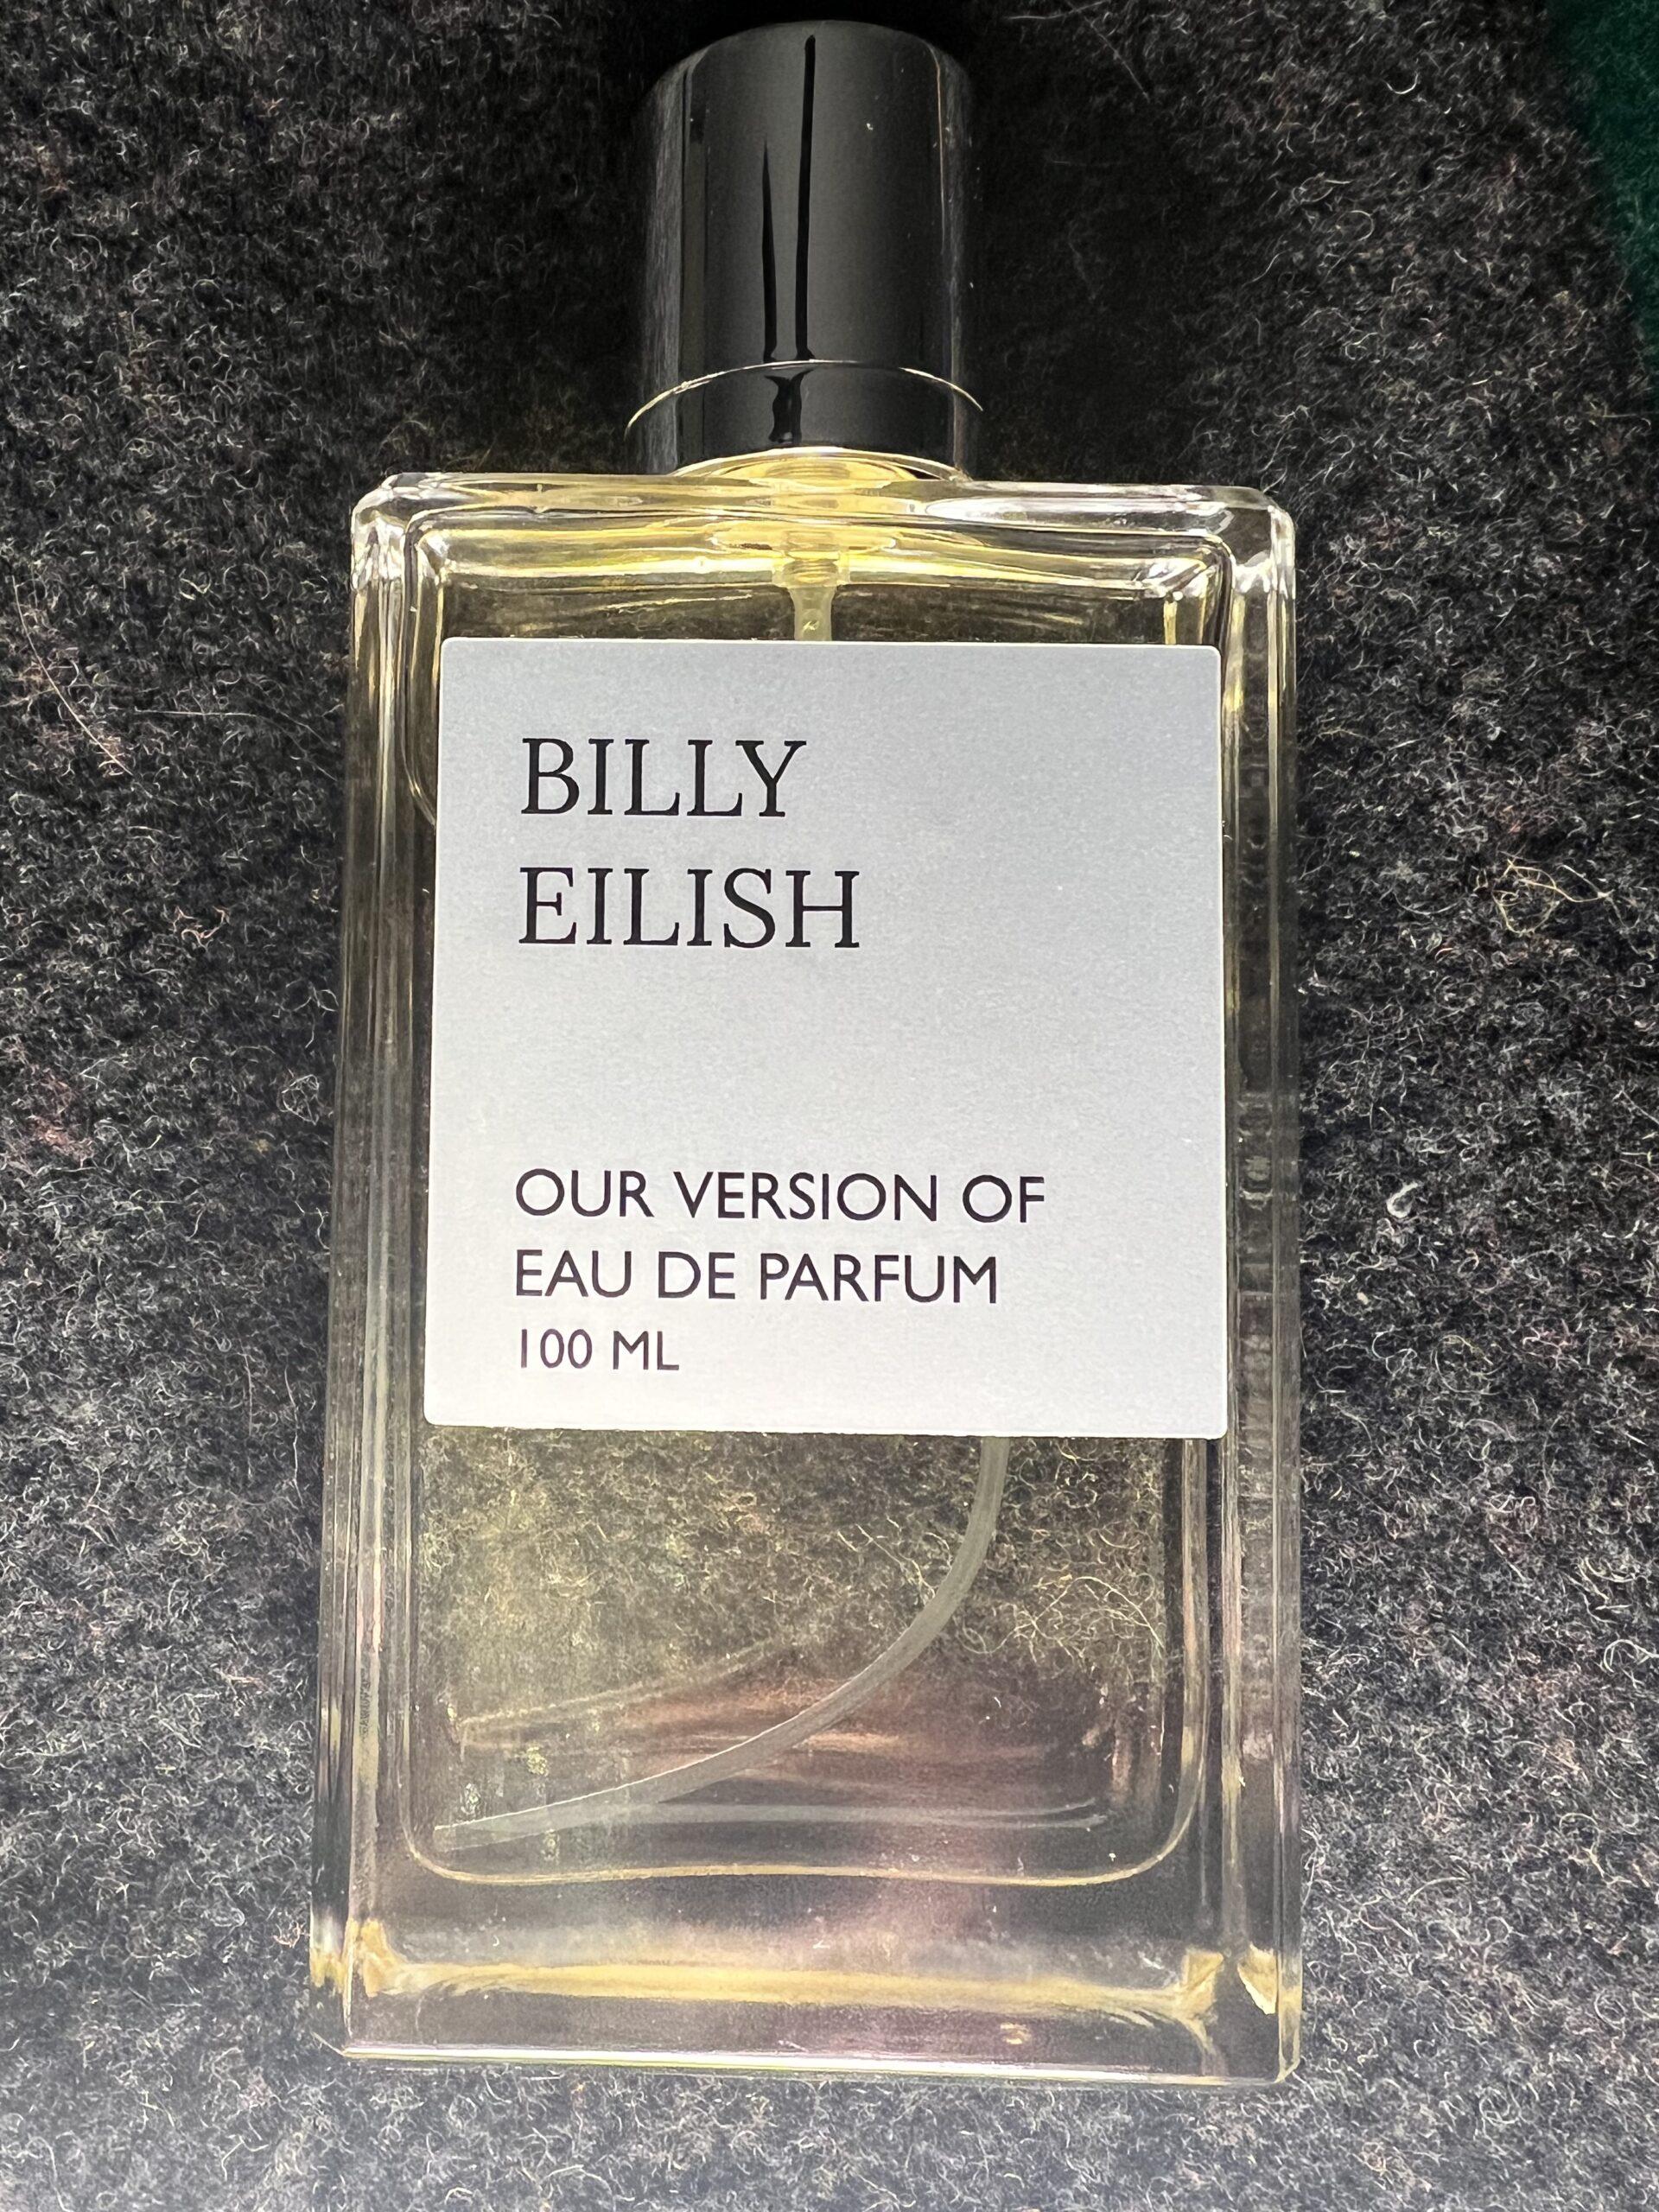 BILLY
EILISH
OUR VERSION OF
EAU DE PARFUM
100 ML